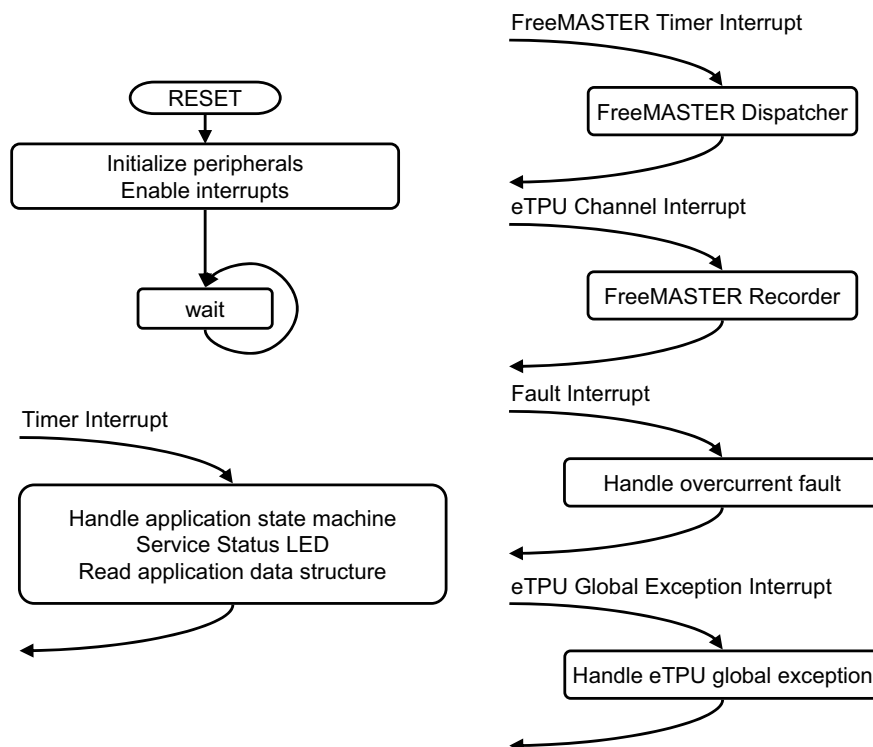 RESET
Initialize peripherals
Enable interrupts
wait
Timer Interrupt
Handle application state machine
Service Status LED
Read application data structure
FreeMASTER Timer Interrupt
FreeMASTER Dispatcher
eTPU Channel Interrupt
FreeMASTER Recorder
Fault Interrupt
Handle overcurrent fault
eTPU Global Exception Interrupt
Handle eTPU global exception